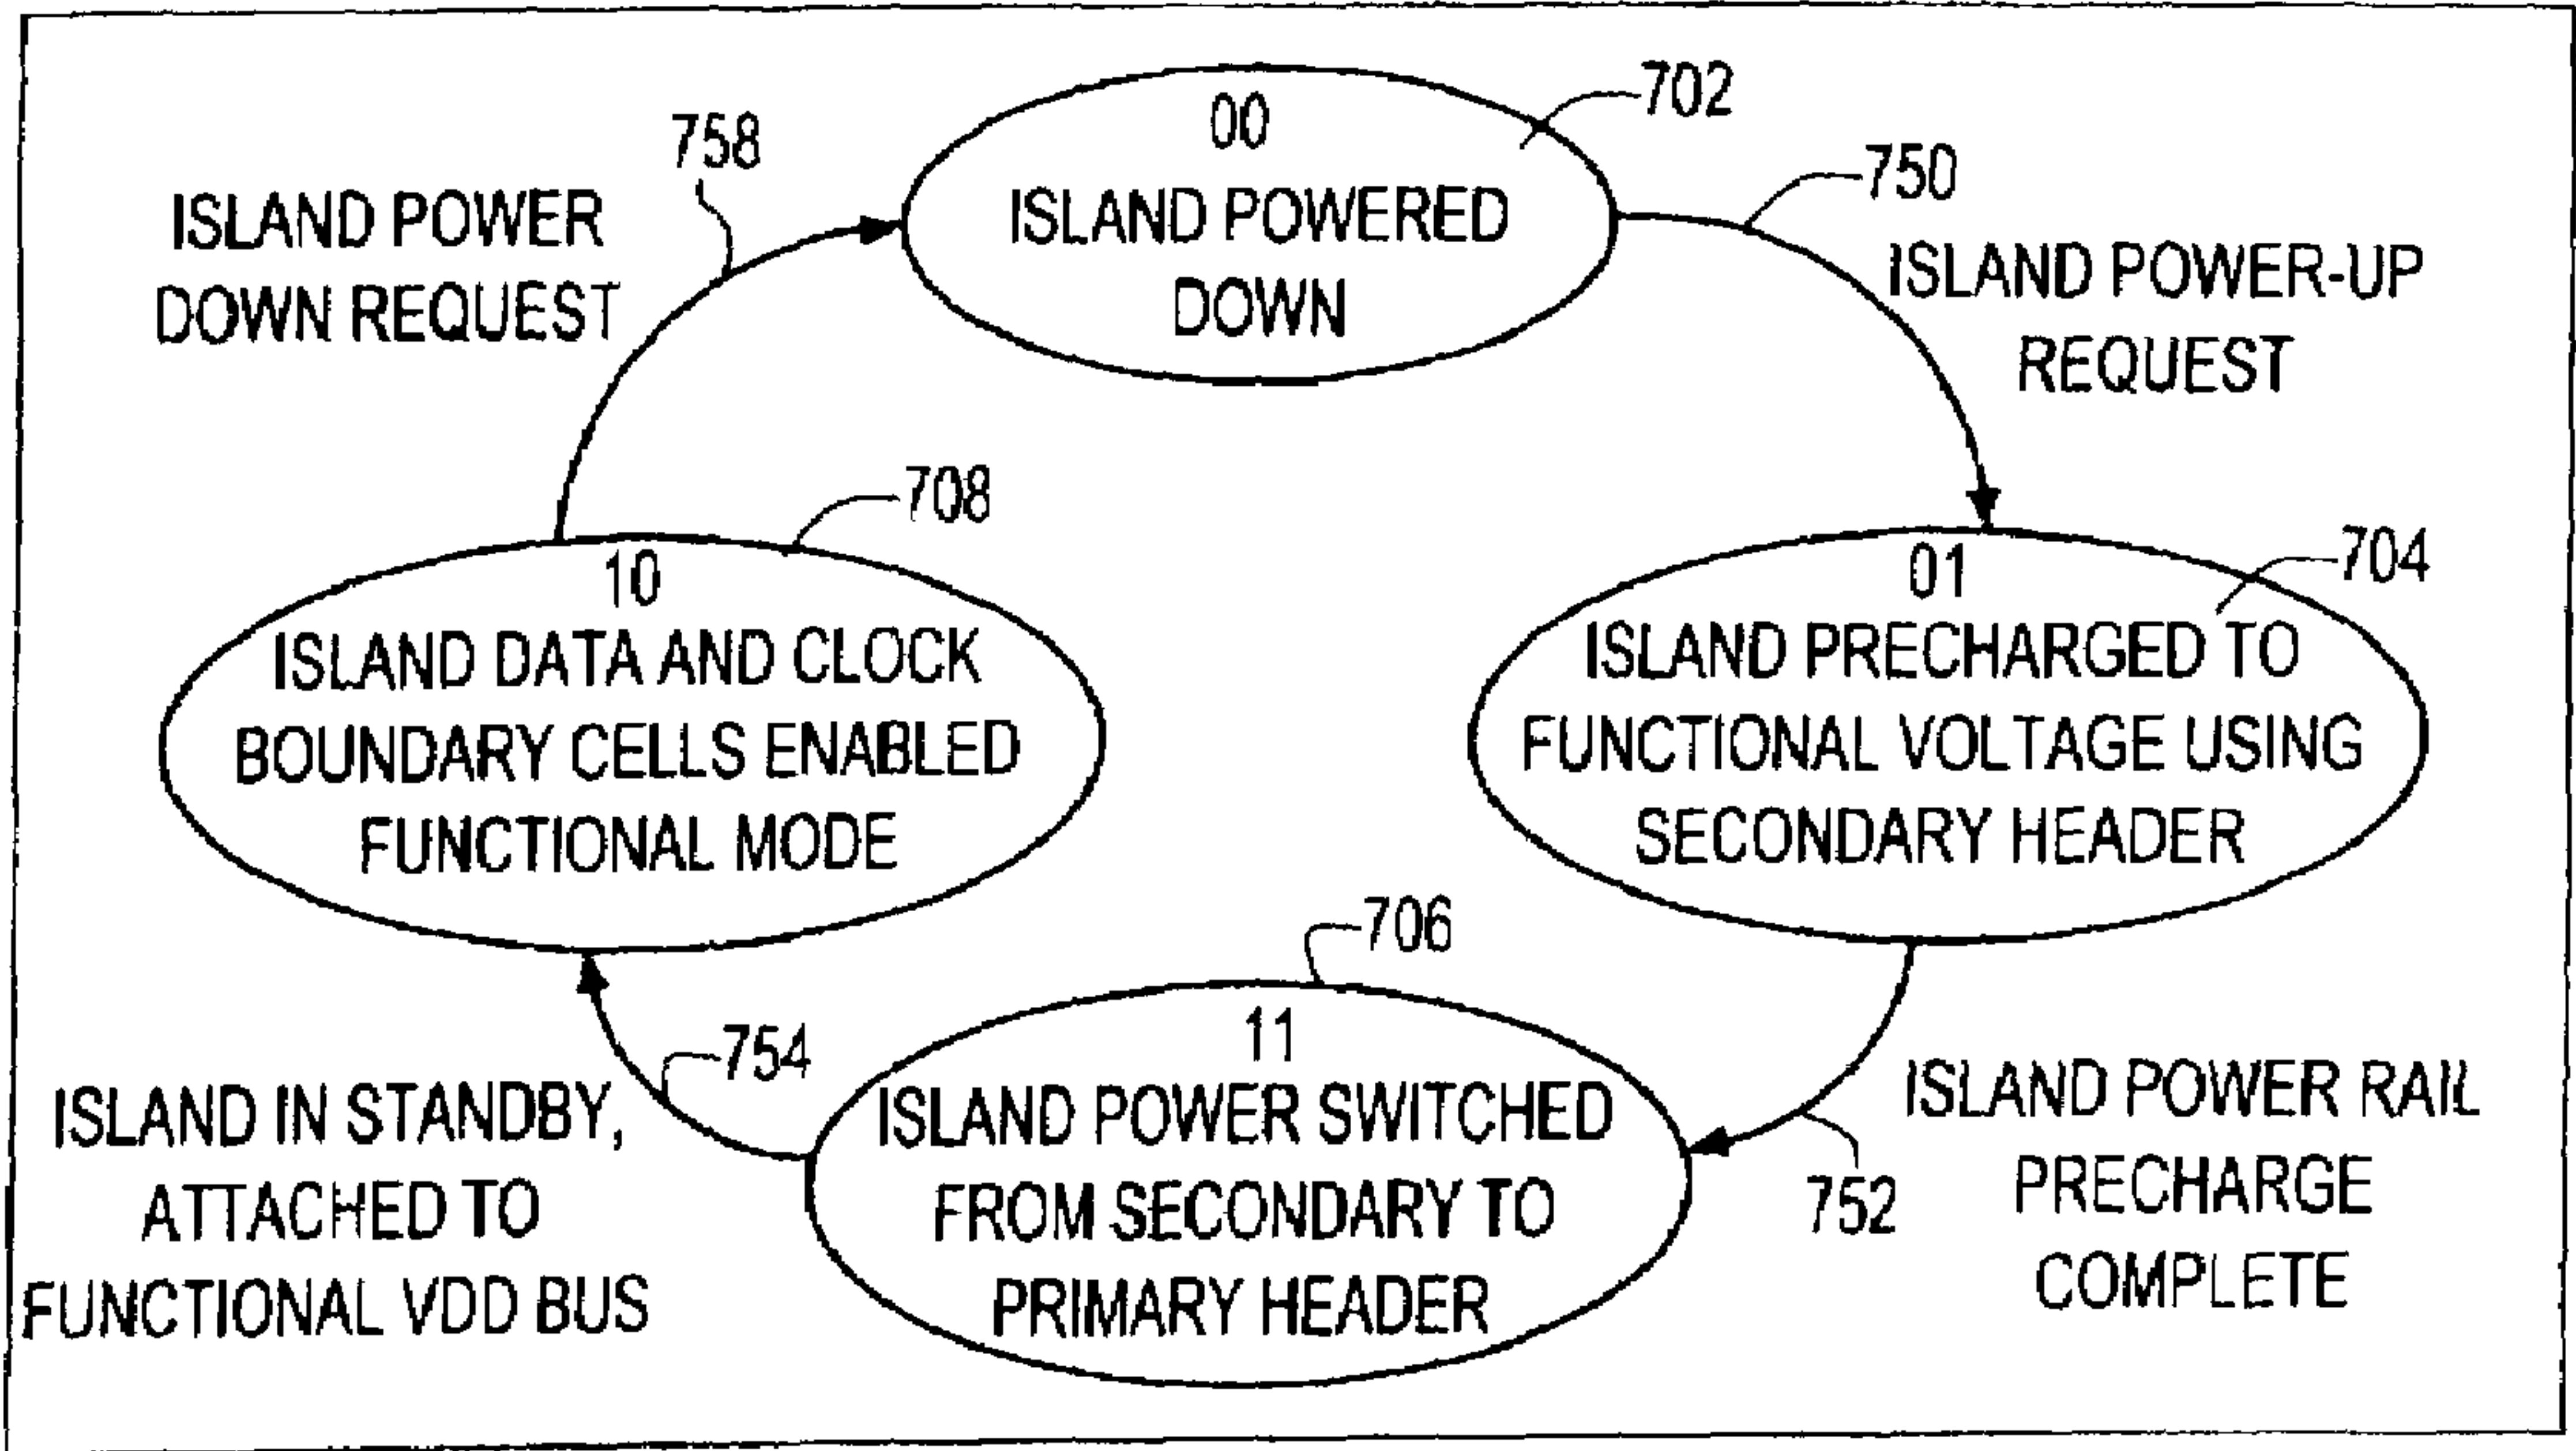 00
702
ISLAND POWERED
DOWN
758
ISLAND POWER
DOWN REQUEST
750
ISLAND POWER-UP
REQUEST
708
10
ISLAND DATA AND CLOCK
BOUNDARY CELLS ENABLED
FUNCTIONAL MODE
704
01
ISLAND PRECHARGED TO
FUNCTIONAL VOLTAGE USING
SECONDARY HEADER
706
11
ISLAND POWER SWITCHED
FROM SECONDARY TO
PRIMARY HEADER
754
ISLAND IN STANDBY,
ATTACHED TO
FUNCTIONAL VDD BUS
752
ISLAND POWER RAIL
PRECHARGE
COMPLETE